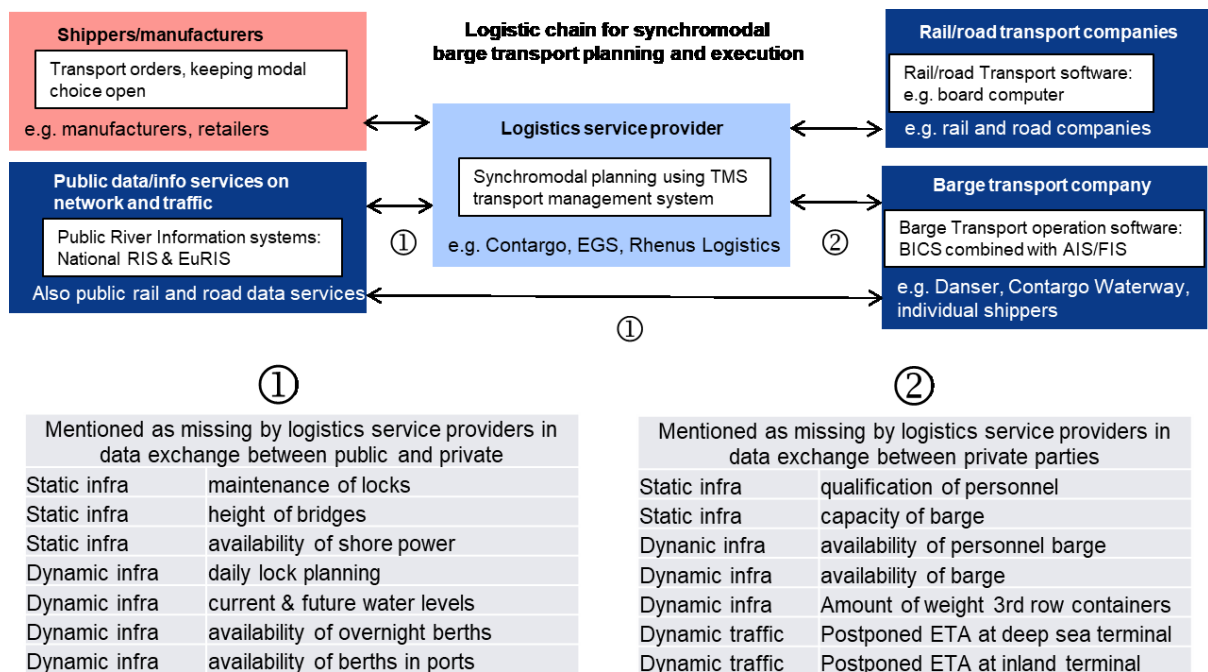 Logistic chain for synchromodal
barge transport planning and execution
Shippers/manufacturers
Transport orders, keeping modal
choice open
e.g. manufacturers, retailers
Public data/info services on
network and traffic
Public River Information systems:
National RIS & EuRIS
Also public rail and road data services
Logistics service provider
Synchromodal planning using TMS
transport management system
e.g. Contargo, EGS, Rhenus Logistics
Rail/road transport companies
Rail/road Transport software:
e.g. board computer
e.g. rail and road companies
Barge transport company
Barge Transport operation software:
BICS combined with AIS/FIS
e.g. Danser, Contargo Waterway,
individual shippers
①
②
①
①
Mentioned as missing by logistics service providers in
data exchange between public and private
Static infra maintenance of locks
Static infra height of bridges
Static infra availability of shore power
Dynamic infra daily lock planning
Dynamic infra current & future water levels
Dynamic infra availability of overnight berths
Dynamic infra availability of berths in ports
②
Mentioned as missing by logistics service providers in
data exchange between private parties
Static infra qualification of personnel
Static infra capacity of barge
Dynanic infra availability of personnel barge
Dynamic infra availability of barge
Dynamic infra Amount of weight 3rd row containers
Dynamic traffic Postponed ETA at deep sea terminal
Dynamic traffic Postponed ETA at inland terminal